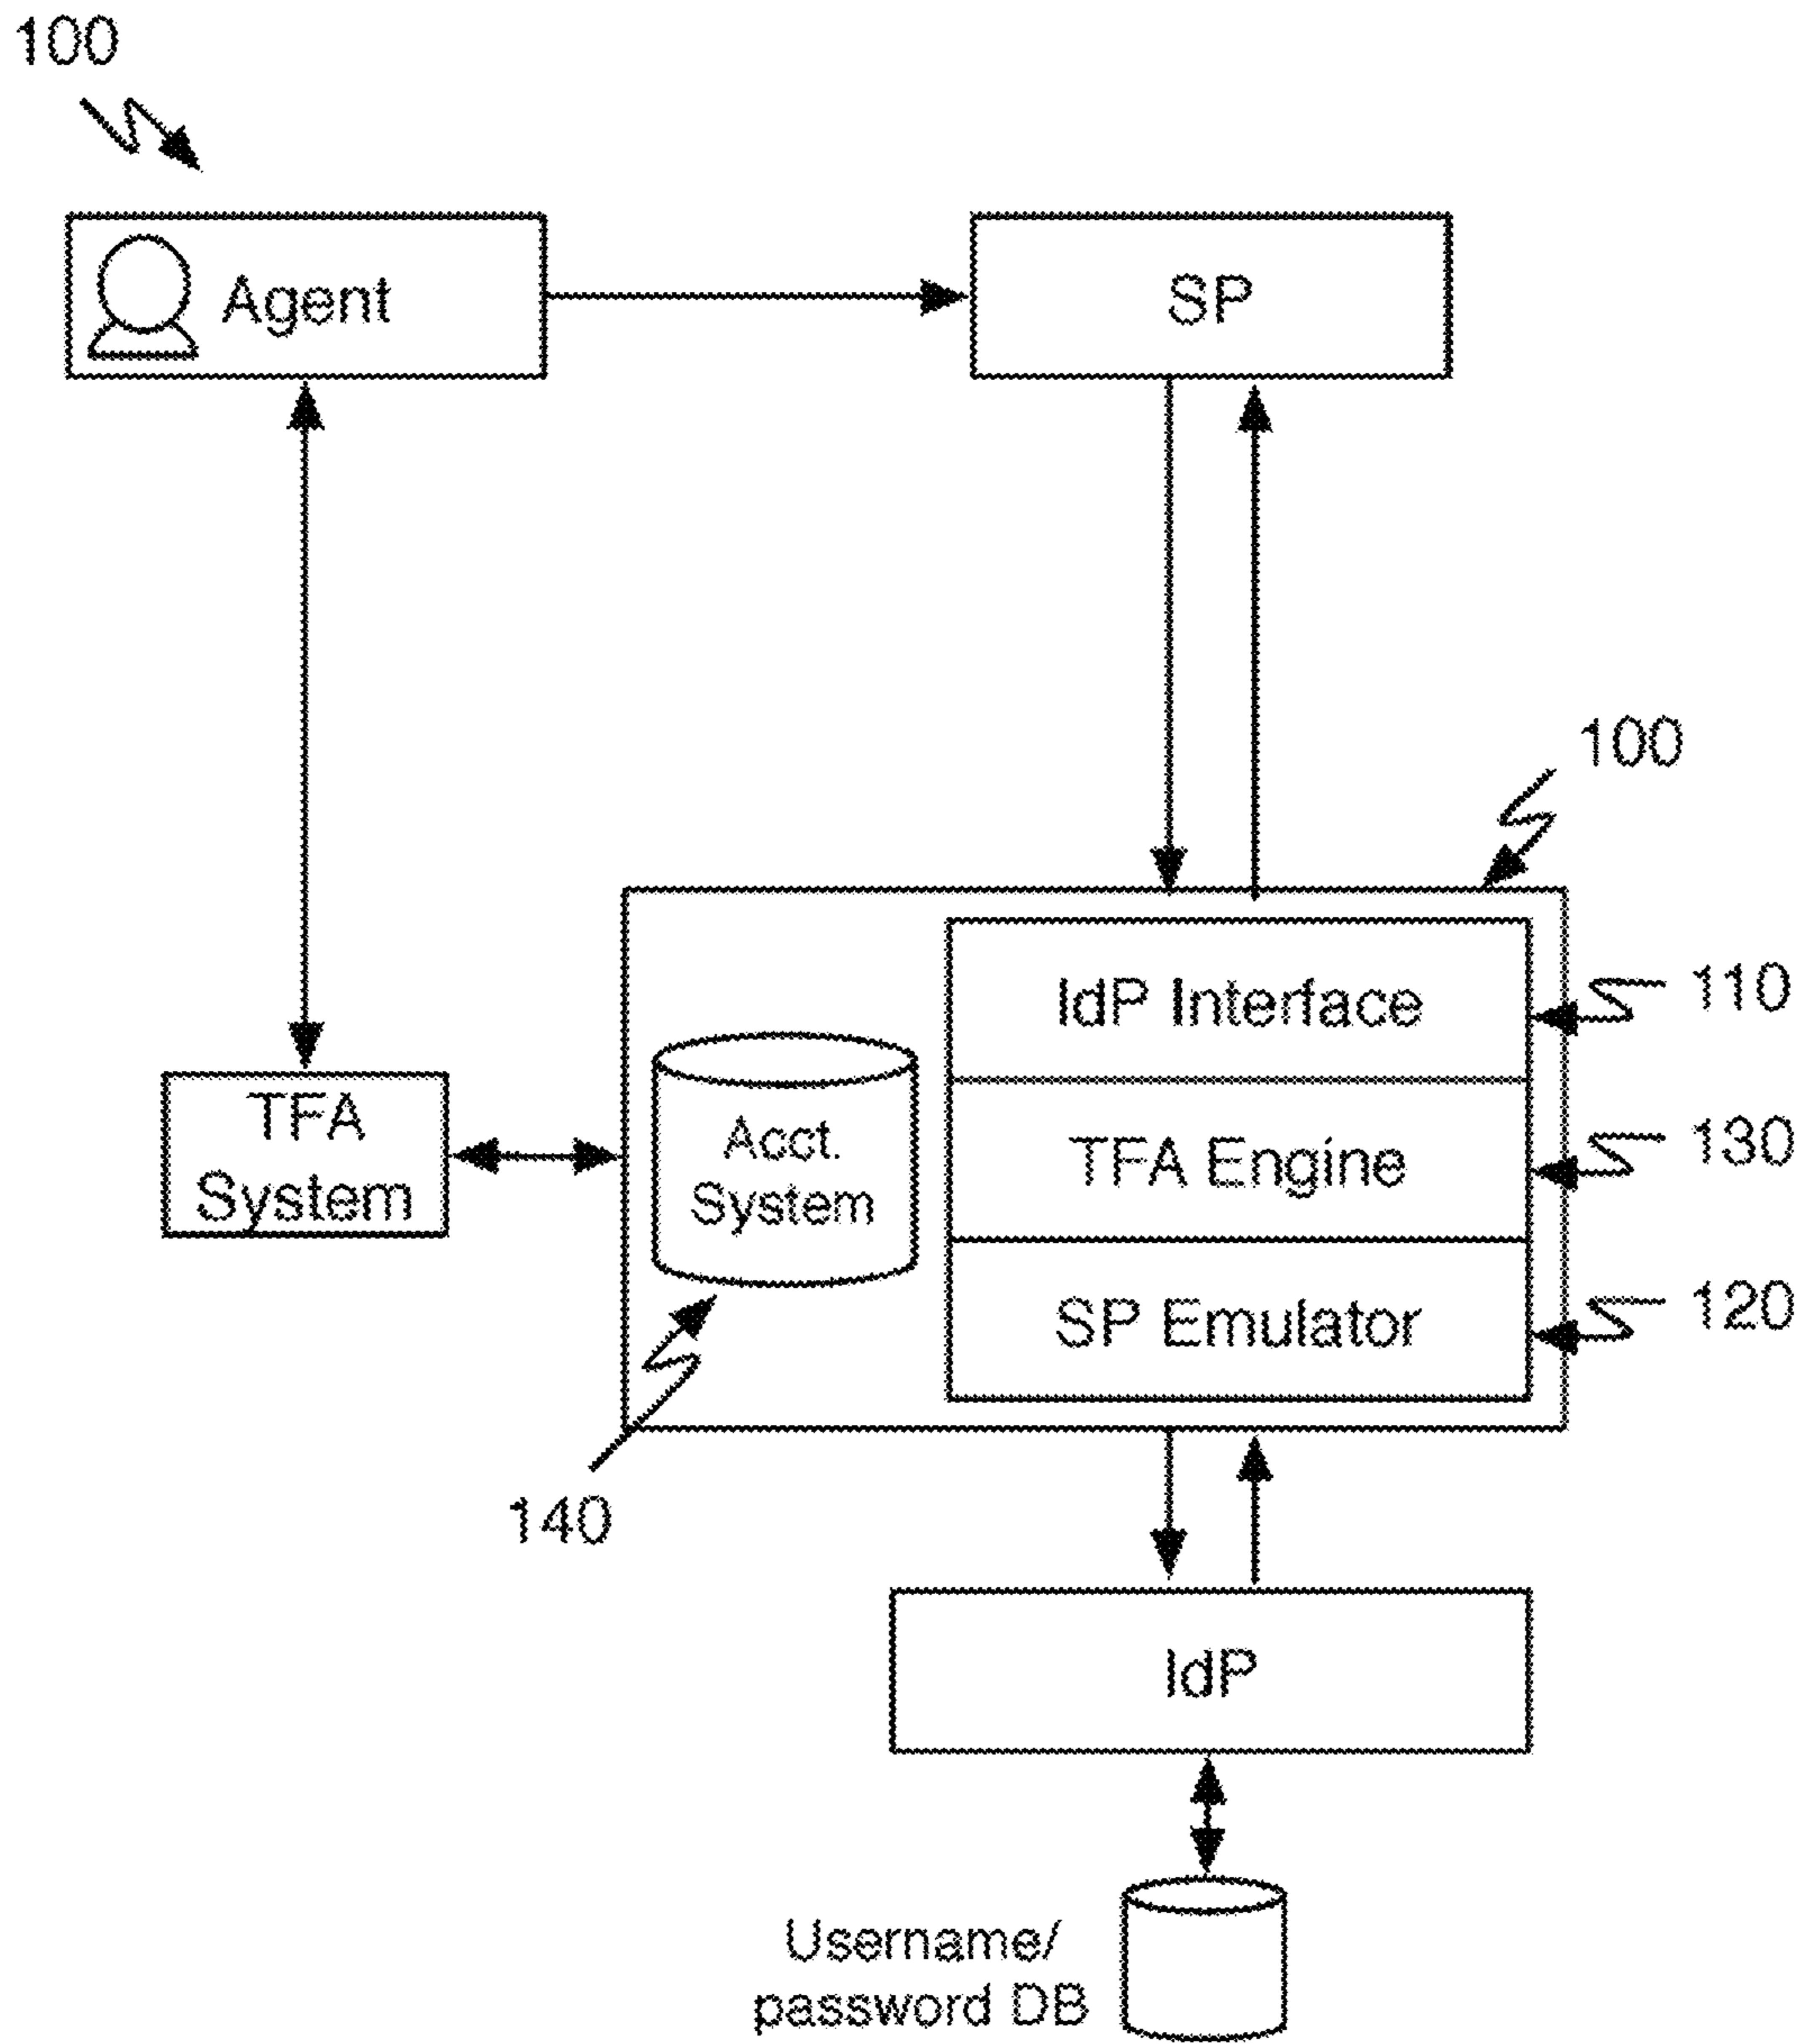 100
Agent
SP
100
IdP Interface
110
TFA
System
Acct.
System
TFA Engine
130
SP Emulator
120
140
IdP
Username/
password DB